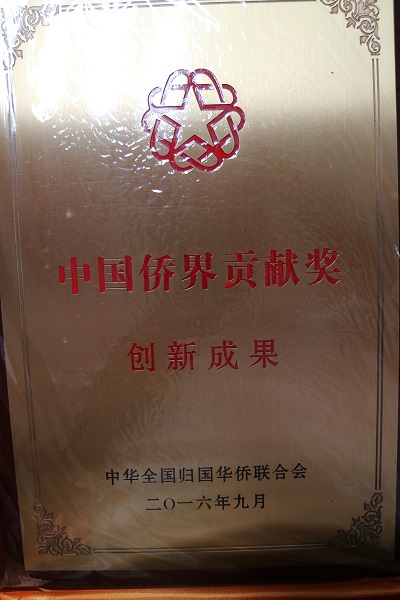 中国侨界贡献奖
创新成果
中华全国归国华侨联合会
二〇一六年九月